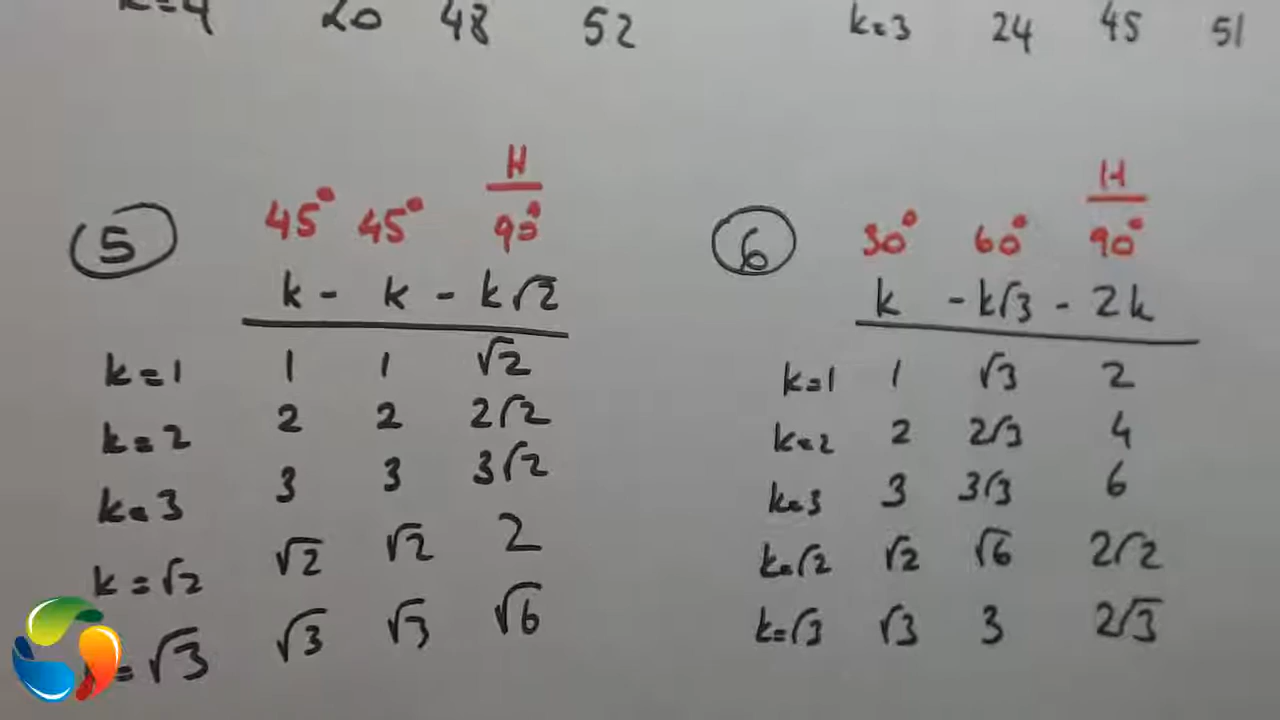 k=4 20 48 52
k=3 24 45 51
5
H
45° 45° 90°
k - k - k√2
k=1 1 1 √2
k=2 2 2 2√2
k=3 3 3 3√2
k=√2 √2 √2 2
=√3 √3 √3 √6
6
H
30° 60° 90°
k - k√3 - 2k
k=1 1 √3 2
k=2 2 2√3 4
k=3 3 3√3 6
k=√2 √2 √6 2√2
k=√3 √3 3 2√3